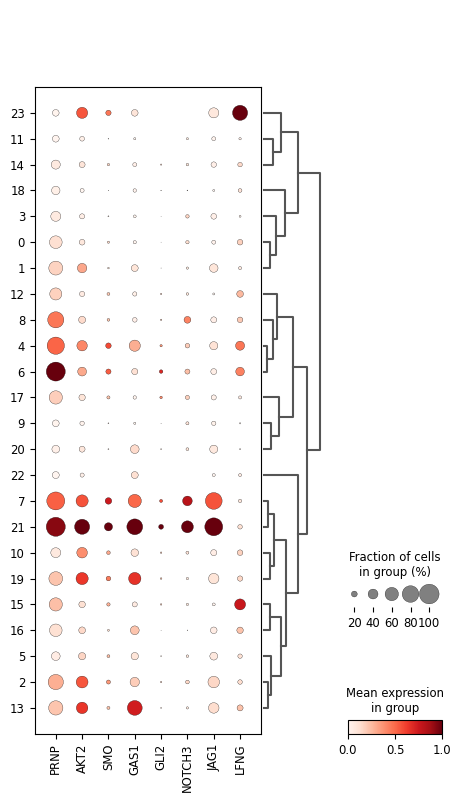 23
11
14
18
3
0
1
12
8
4
6
17
9
20
22
7
21
10
19
15
16
5
2
13
PRNP
AKT2
SMO
GAS1
GLI2
NOTCH3
JAG1
LFNG
Fraction of cells
in group (%)
20 40 60 80 100
Mean expression
in group
0.0 0.5 1.0